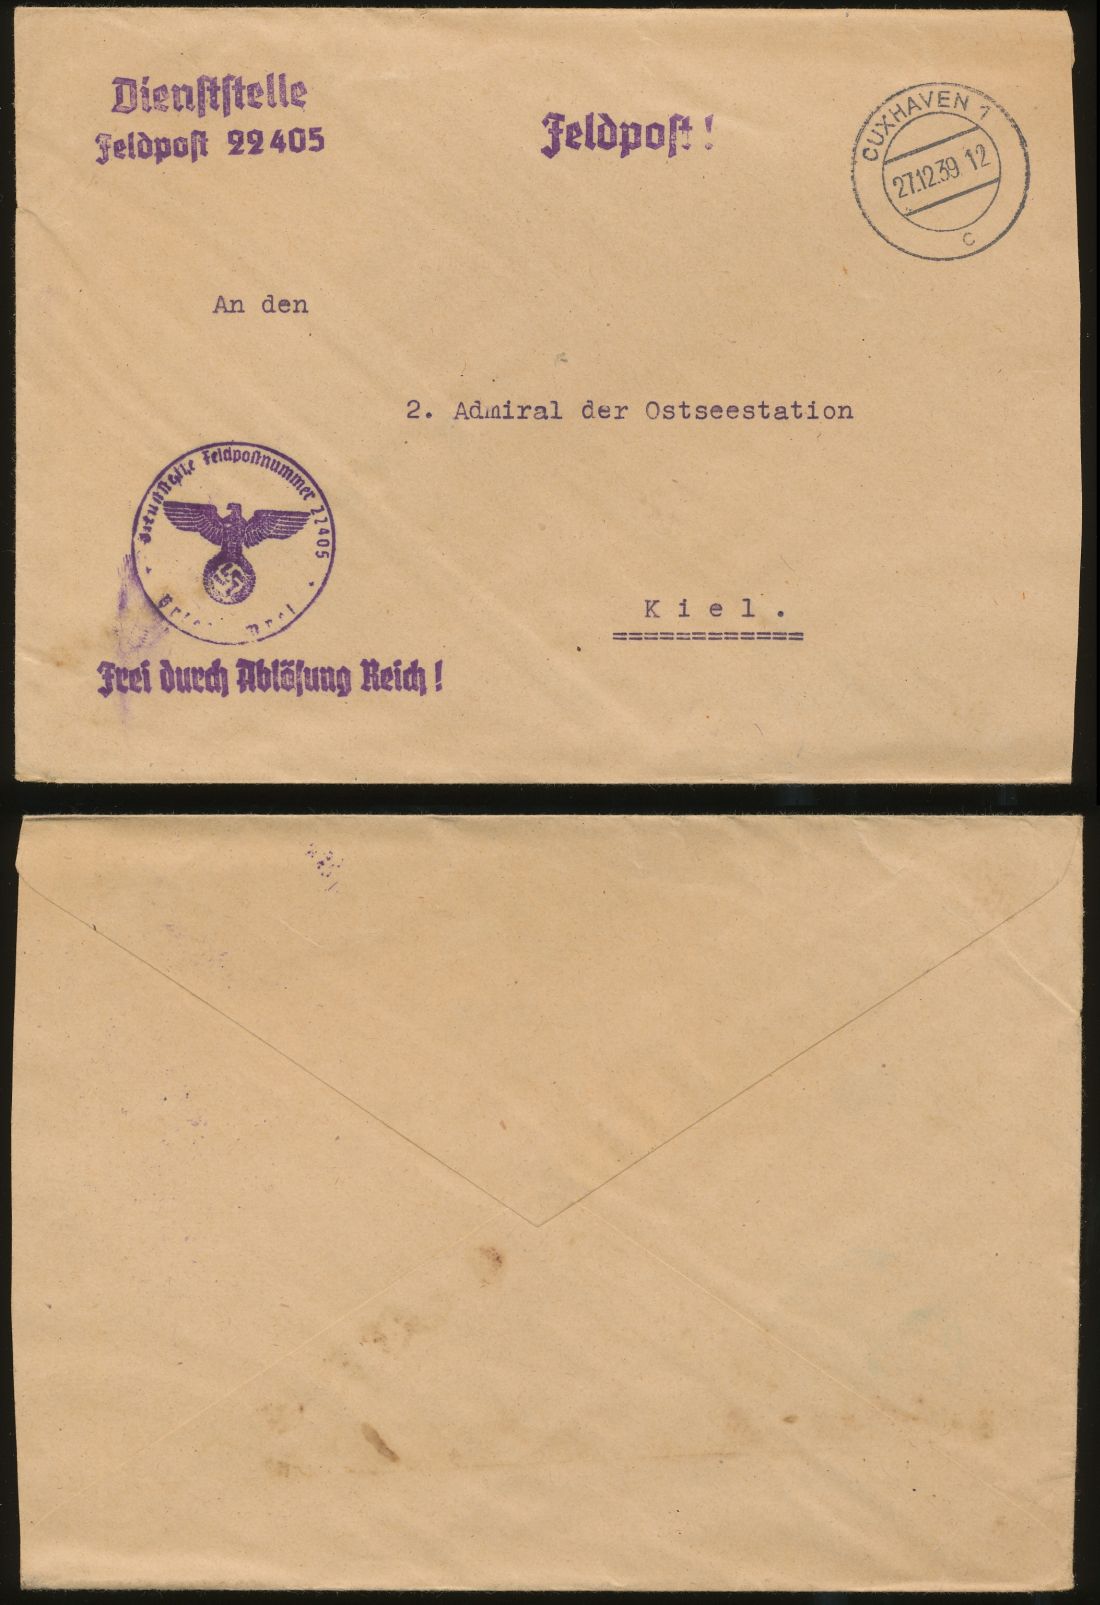 Dienststelle
Feldpost 22405
Feldpost!
CUXHAVEN 1
27.12.39. 12
c
An den
2. Admiral der Ostseestation
Dienststelle Feldpostnummer 22405
Kiel.
Frei durch Ablösung Reich!